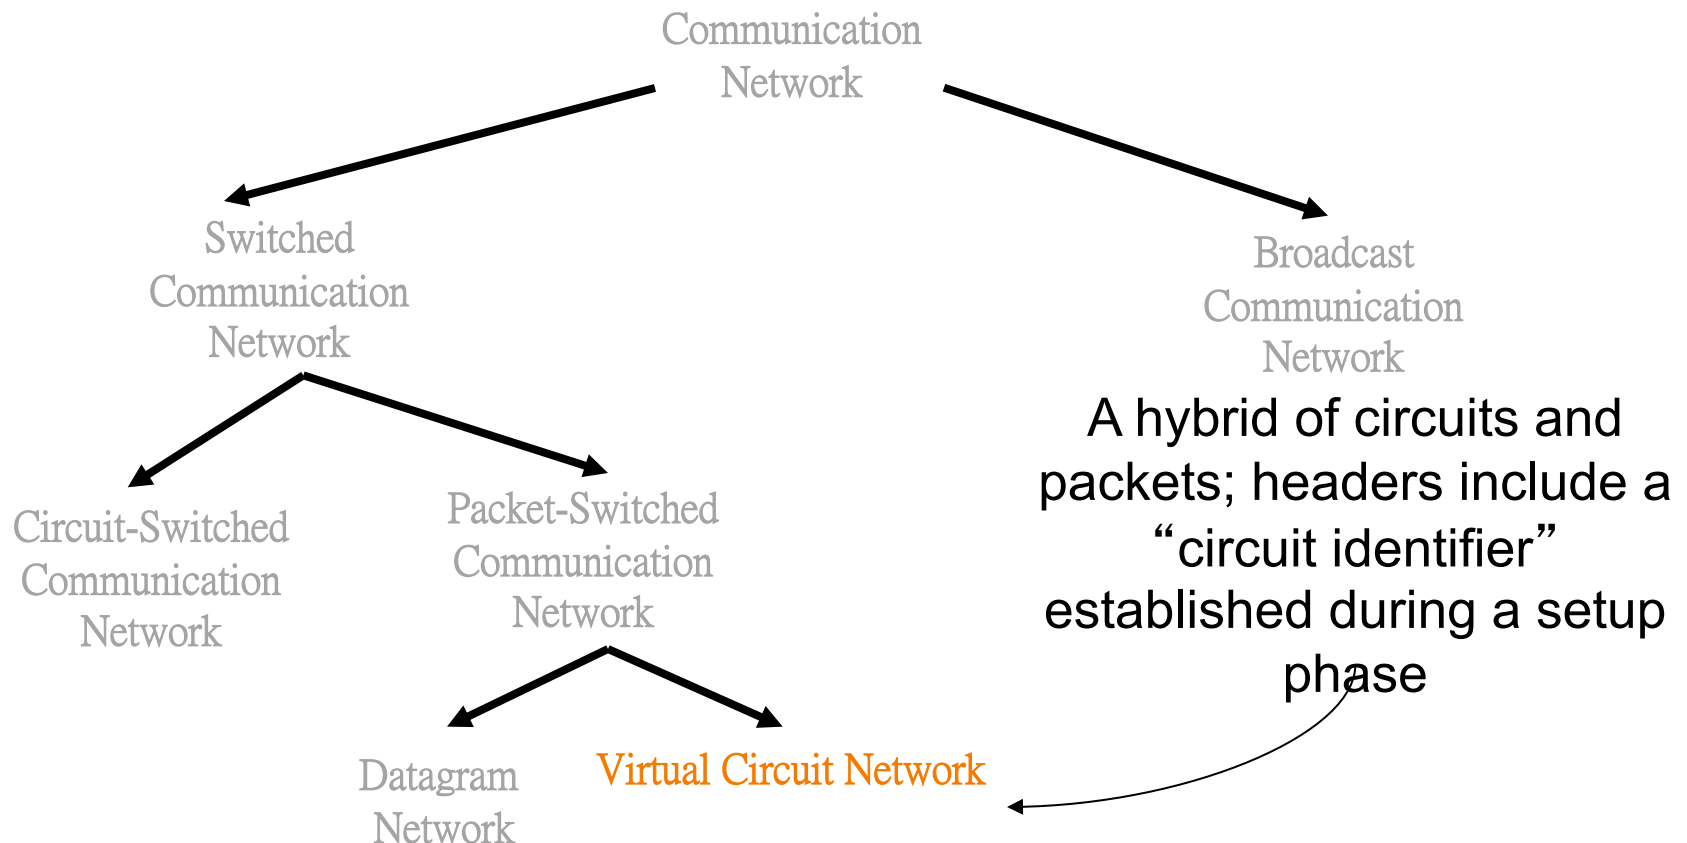 Communication
Network
Switched
Communication
Network
Broadcast
Communication
Network
A hybrid of circuits and
packets; headers include a
“circuit identifier”
established during a setup
phase
Circuit-Switched
Communication
Network
Packet-Switched
Communication
Network
Datagram
Network
Virtual Circuit Network